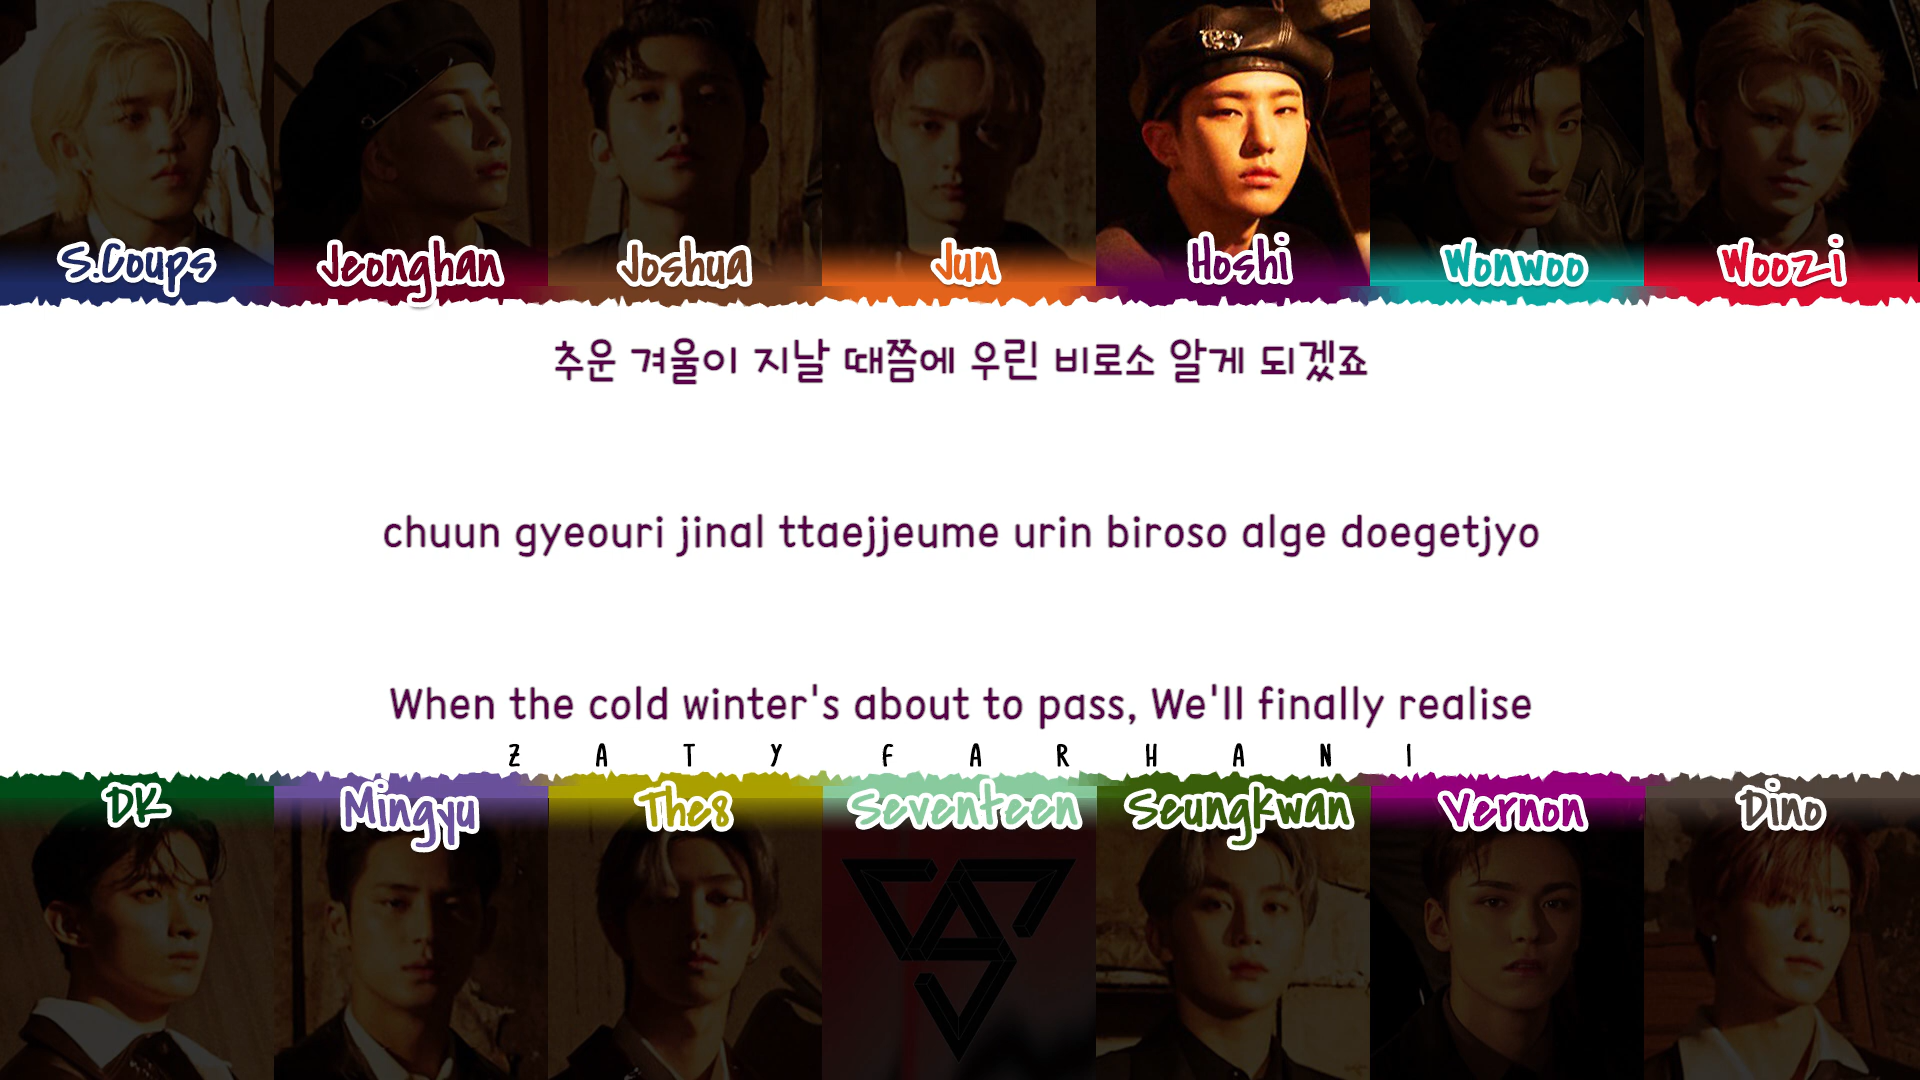 S.Coups Jeonghan Joshua Jun Hoshi Wonwoo Woozi
추운 겨울이 지날 때쯤에 우린 비로소 알게 되겠죠
chuun gyeouri jinal ttaejjeume urin biroso alge doegetjyo
When the cold winter's about to pass, We'll finally realise
ZATY FARHANI
DK Mingyu The8 Seventeen Seungkwan Vernon Dino